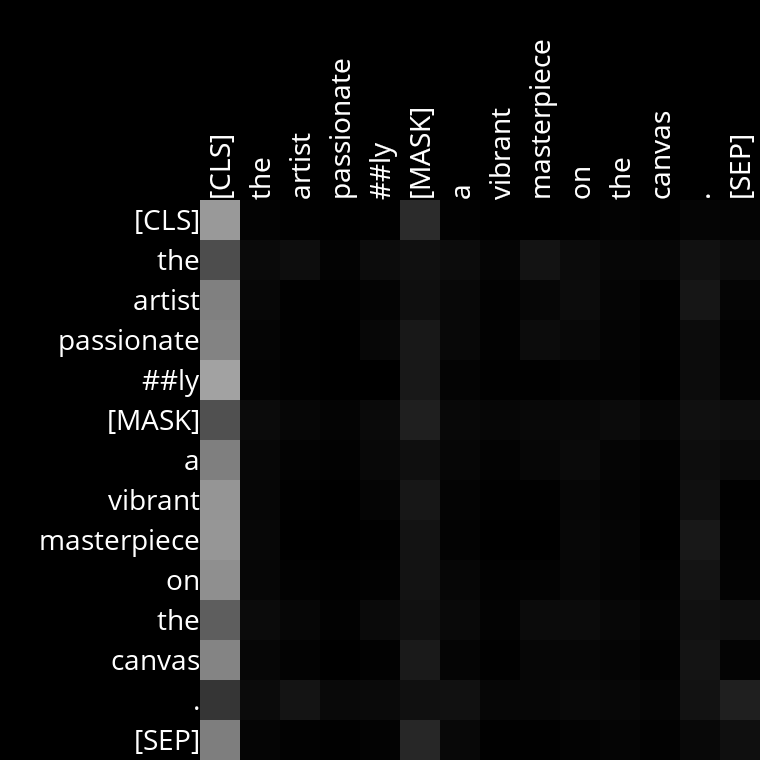 [CLS] the artist passionate ##ly [MASK] a vibrant masterpiece on the canvas . [SEP]
[CLS]
the
artist
passionate
##ly
[MASK]
a
vibrant
masterpiece
on
the
canvas
.
[SEP]